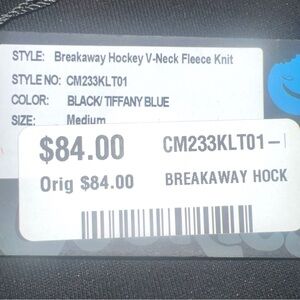 STYLE: Breakaway Hockey V-Neck Fleece Knit
STYLE NO: CM233KLT01
COLOR: BLACK/TIFFANY BLUE
SIZE: Medium
$84.00 CM233KLT01-
Orig $84.00 BREAKAWAY HOCK